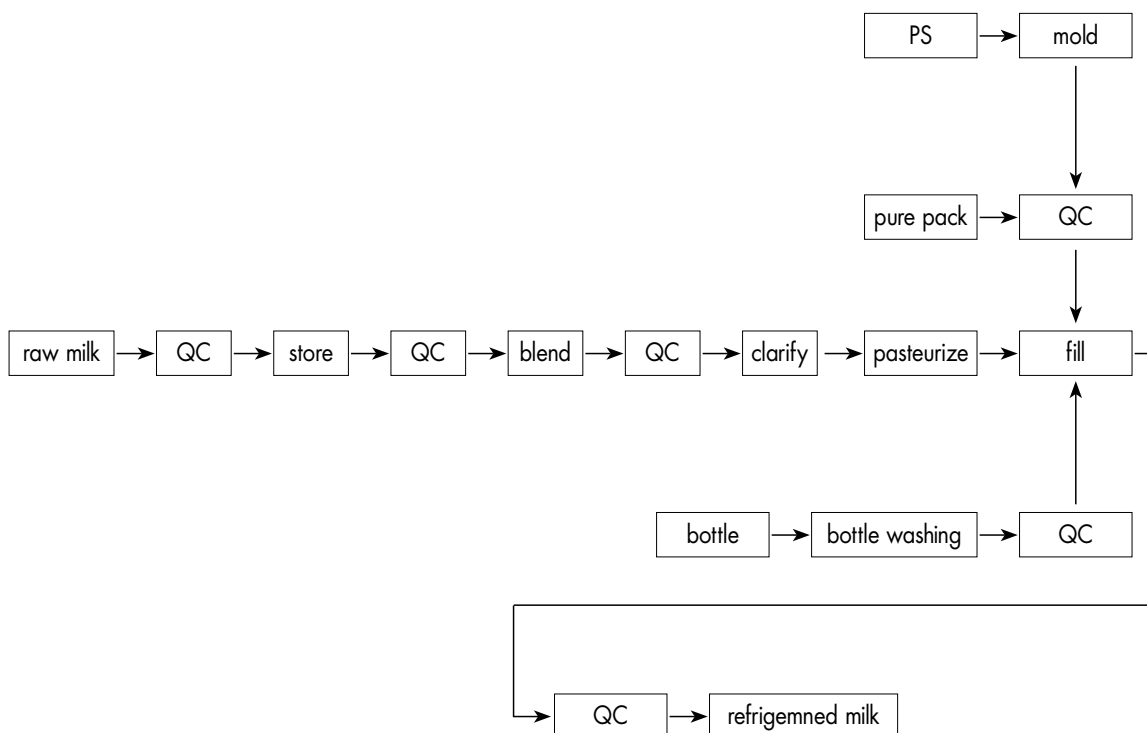 PS
mold
pure pack
QC
raw milk
QC
store
QC
blend
QC
clarify
pasteurize
fill
bottle
bottle washing
QC
QC
refrigemned milk